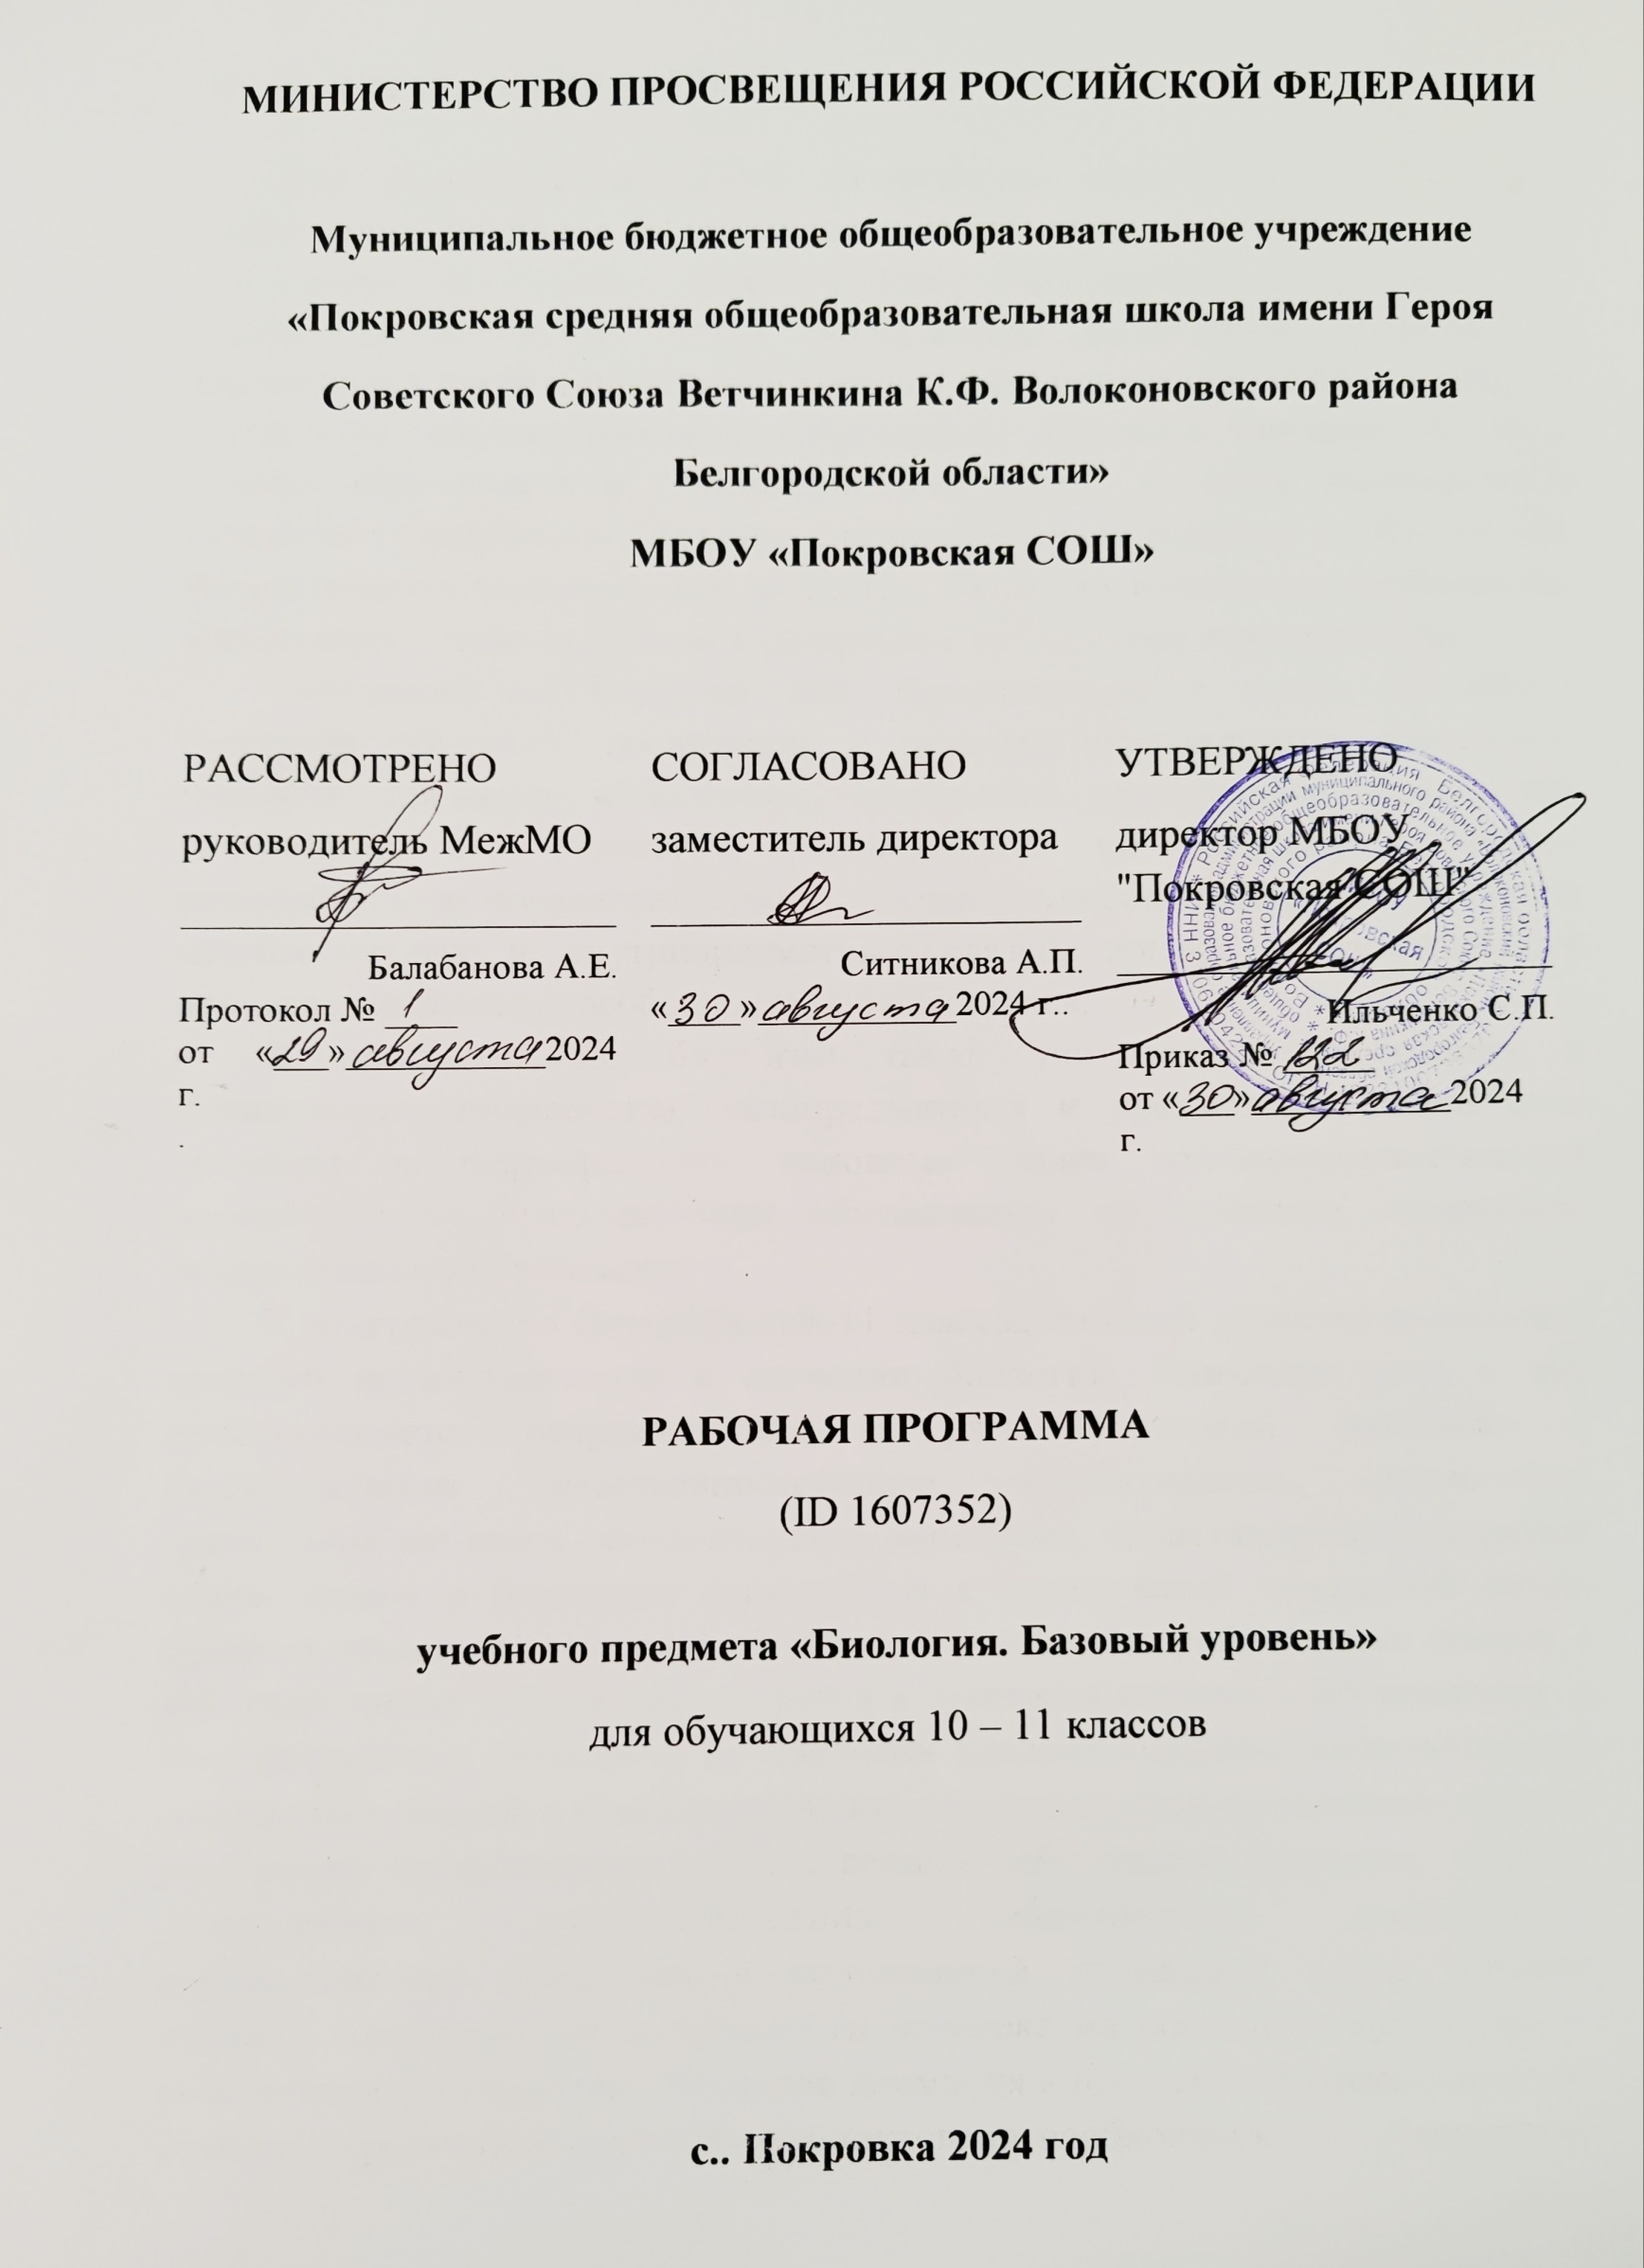 МИНИСТЕРСТВО ПРОСВЕЩЕНИЯ РОССИЙСКОЙ ФЕДЕРАЦИИ
Муниципальное бюджетное общеобразовательное учреждение
«Покровская средняя общеобразовательная школа имени Героя
Советского Союза Ветчинкина К.Ф. Волоконовского района
Белгородской области»
МБОУ «Покровская СОШ»
РАССМОТРЕНО
руководитель МежМО
Балабанова А.Е.
Протокол № 1
от «29» августа 2024
г.
.
СОГЛАСОВАНО
заместитель директора
Ситникова А.П.
«30» августа 2024 г..
УТВЕРЖДЕНО
директор МБОУ
"Покровская СОШ"
Ильченко С.П.
Приказ № 122
от «30» августа 2024
г.
РАБОЧАЯ ПРОГРАММА
(ID 1607352)
учебного предмета «Биология. Базовый уровень»
для обучающихся 10 – 11 классов
с.. Покровка 2024 год